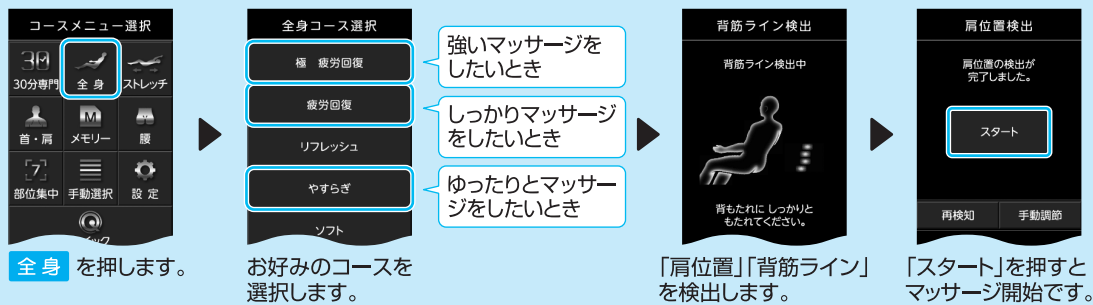 コースメニュー選択
30
30分専門
全 身
ストレッチ
首・肩
M
メモリー
腰
7
部位集中
手動選択
設 定
全 身 を押します。
全身コース選択
極 疲労回復
疲労回復
リフレッシュ
やすらぎ
ソフト
強いマッサージを
したいとき
しっかりマッサージ
をしたいとき
ゆったりとマッサー
ジをしたいとき
お好みのコースを
選択します。
背筋ライン検出
背筋ライン検出中
背もたれに しっかりと
もたれてください。
「肩位置」「背筋ライン」
を検出します。
肩位置検出
肩位置の検出が
完了しました。
スタート
再検知
手動調節
「スタート」を押すと
マッサージ開始です。